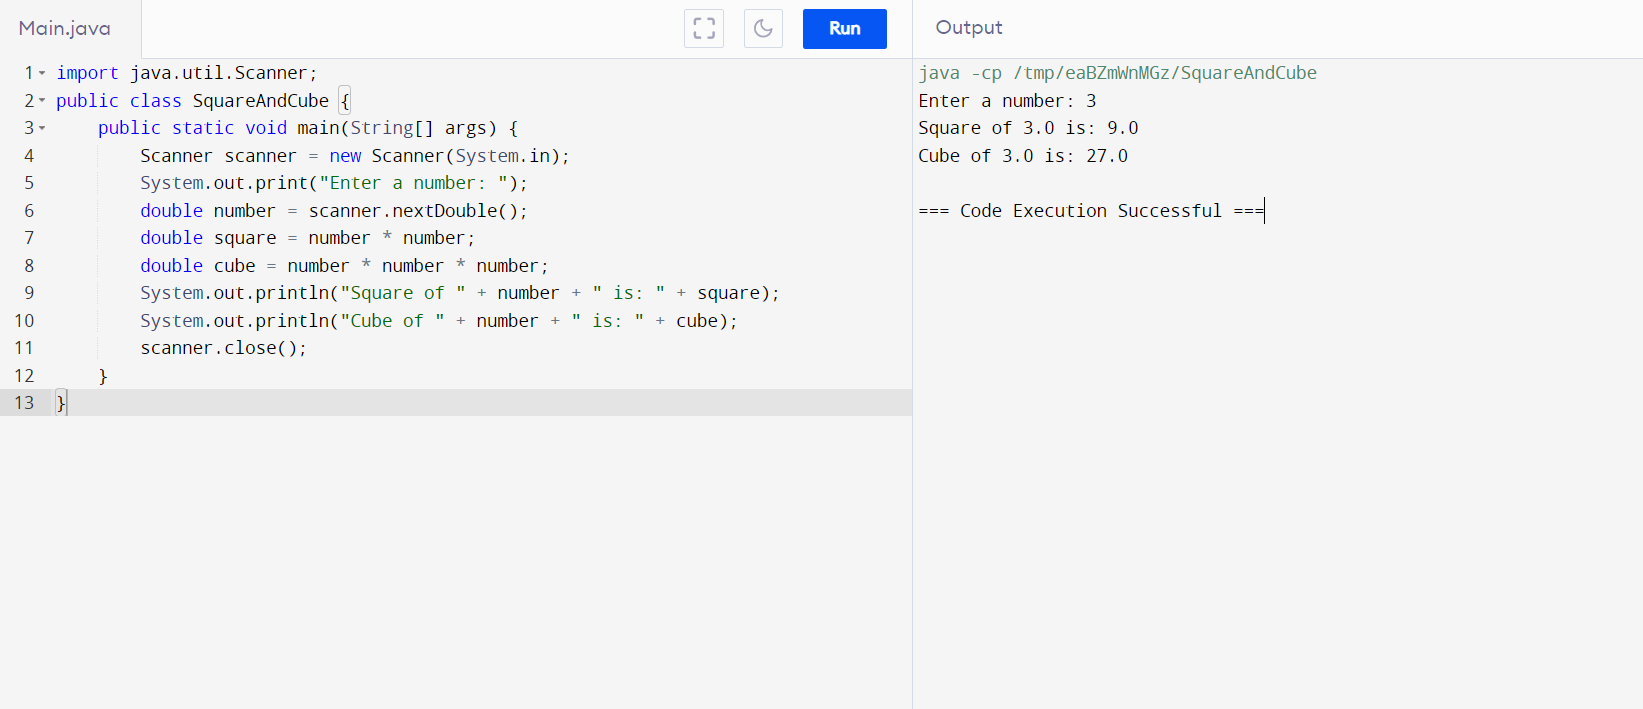 Main.java
Run
1 import java.util.Scanner;
2 public class SquareAndCube {
3     public static void main(String[] args) {
4         Scanner scanner = new Scanner(System.in);
5         System.out.print("Enter a number: ");
6         double number = scanner.nextDouble();
7         double square = number * number;
8         double cube = number * number * number;
9         System.out.println("Square of " + number + " is: " + square);
10         System.out.println("Cube of " + number + " is: " + cube);
11         scanner.close();
12     }
13 }
Output
java -cp /tmp/eaBZmWnMGz/SquareAndCube
Enter a number: 3
Square of 3.0 is: 9.0
Cube of 3.0 is: 27.0
=== Code Execution Successful ===